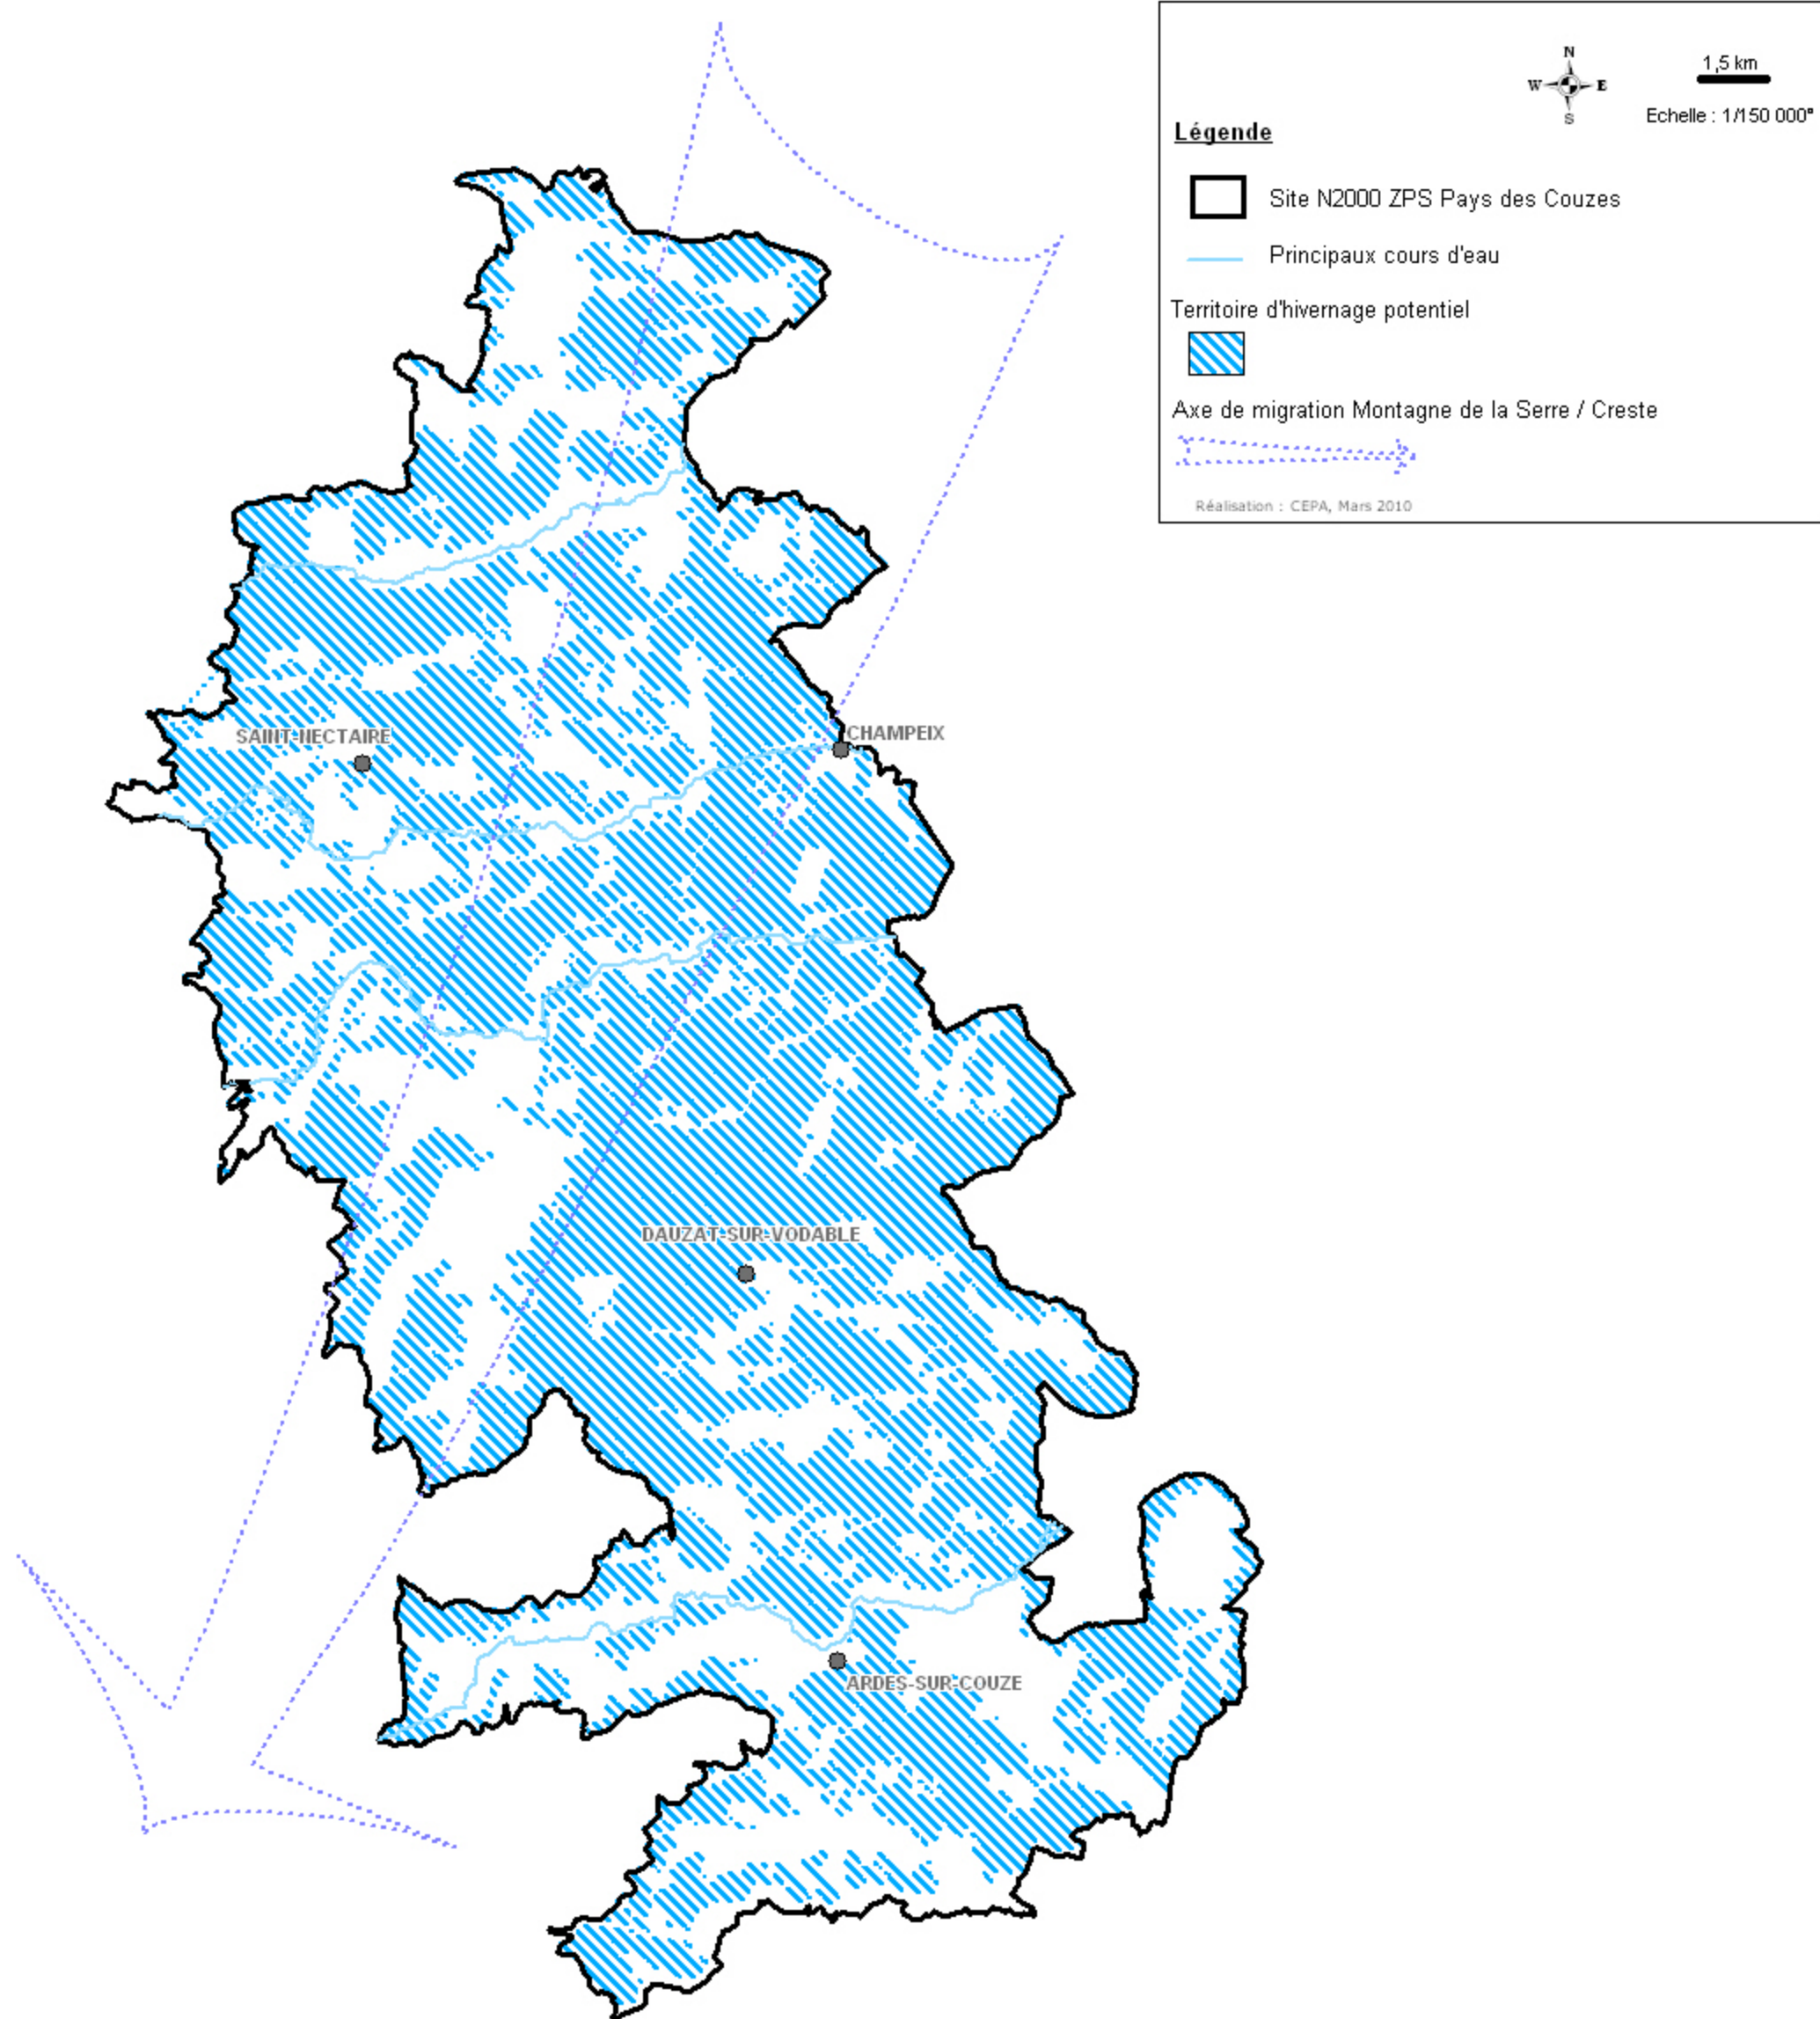 N
W E
S
1,5 km
Echelle : 1/150 000°
Légende
Site N2000 ZPS Pays des Couzes
Principaux cours d'eau
Territoire d'hivernage potentiel
Axe de migration Montagne de la Serre / Creste
Réalisation : CEPA, Mars 2010
SAINT-NECTAIRE
CHAMPEIX
DAUZAT-SUR-VODABLE
ARDES-SUR-COUZE